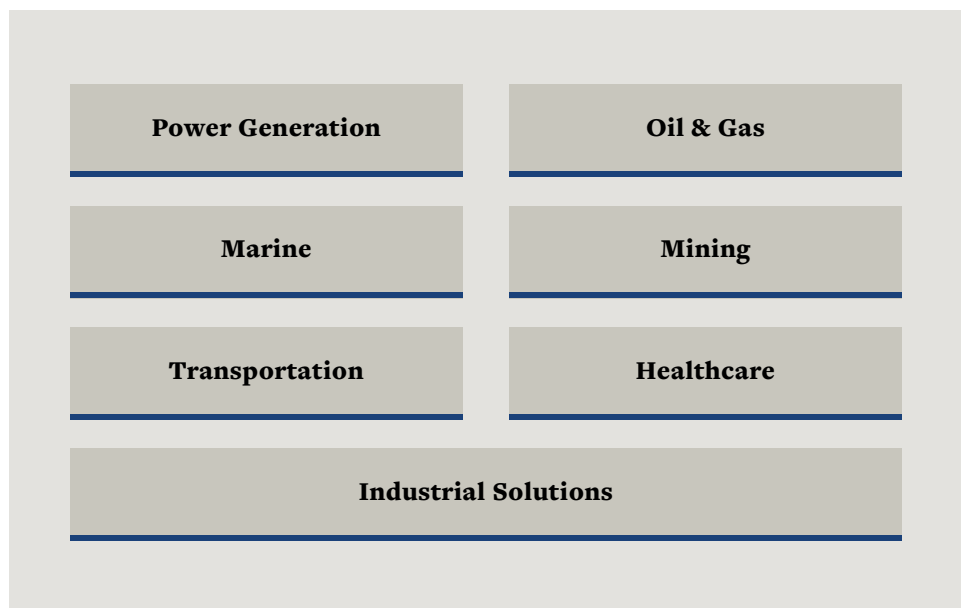 Power Generation
Oil & Gas
Marine
Mining
Transportation
Healthcare
Industrial Solutions